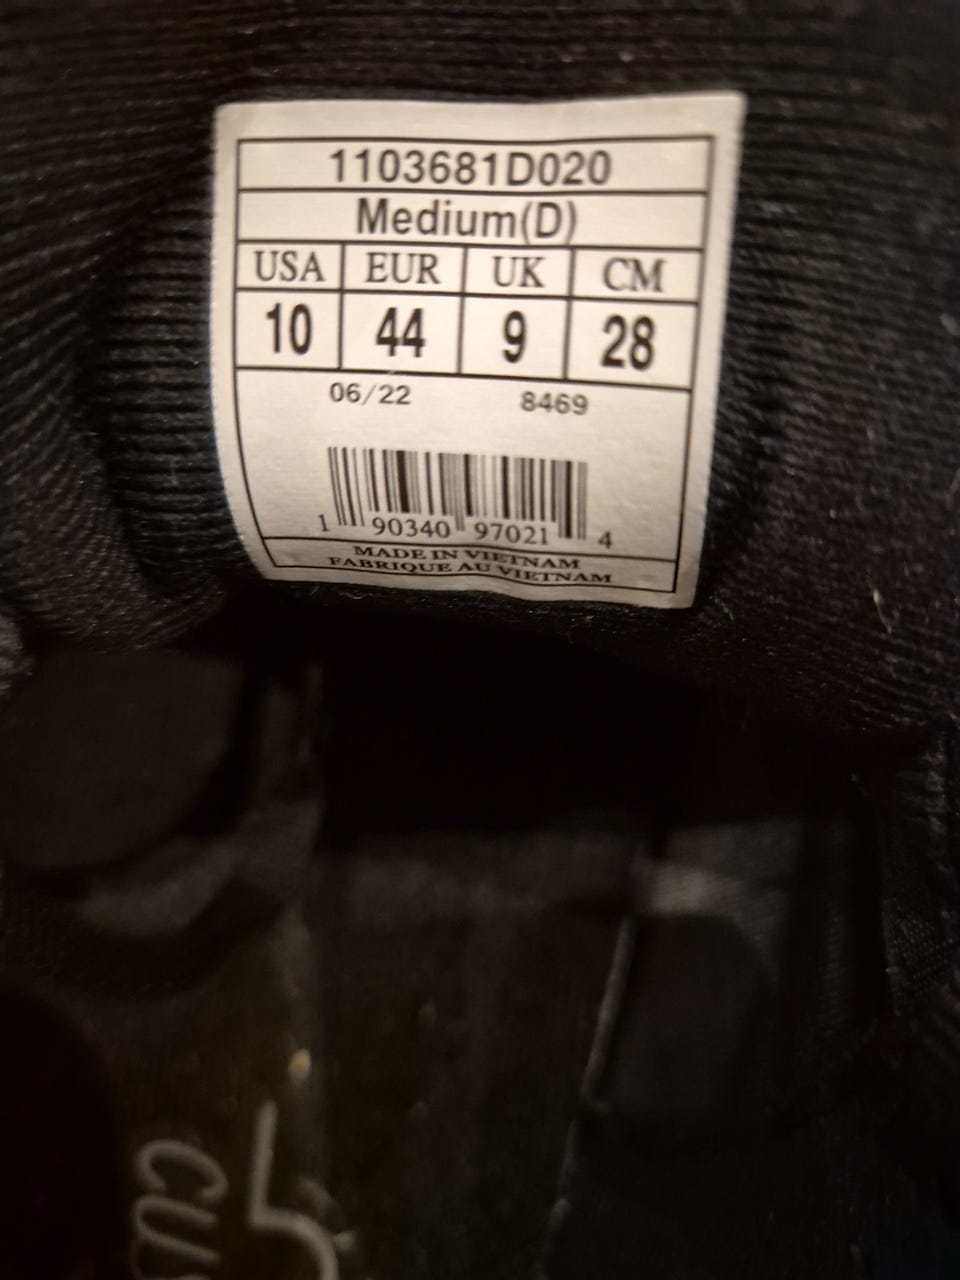 1103681D020
Medium(D)
USA EUR UK CM
10 44 9 28
06/22 8469
1 90340 97021 4
MADE IN VIETNAM
FABRIQUE AU VIETNAM